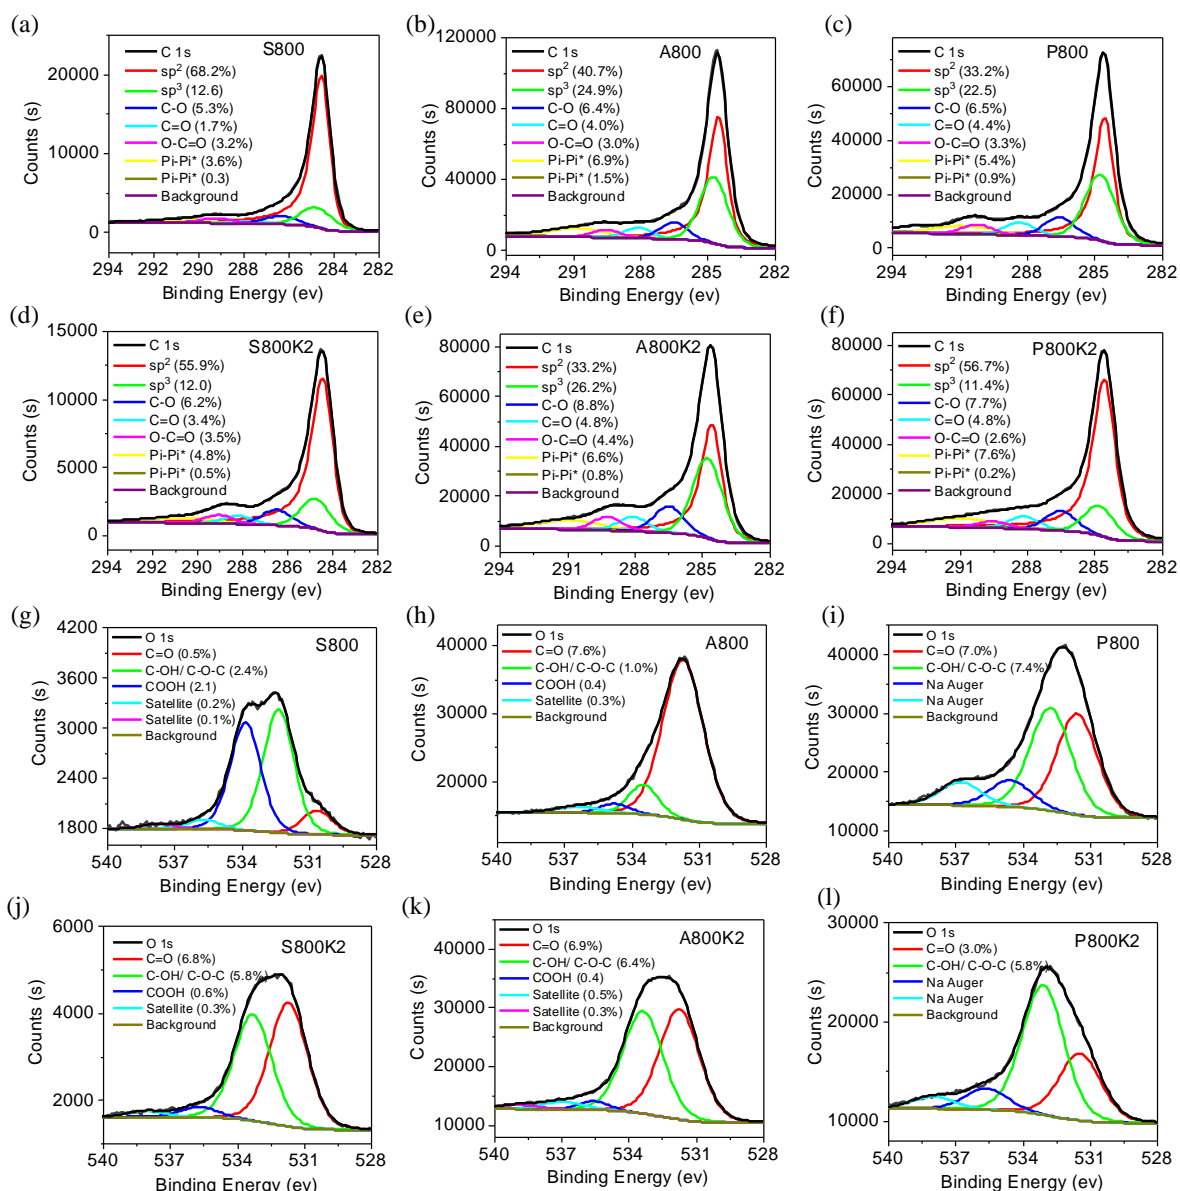 (a)
S800
C 1s
sp² (68.2%)
sp³ (12.6)
C-O (5.3%)
C=O (1.7%)
O-C=O (3.2%)
Pi-Pi* (3.6%)
Pi-Pi* (0.3)
Background
20000
10000
0
Counts (s)
294 292 290 288 286 284 282
Binding Energy (ev)
(b)
A800
C 1s
sp² (40.7%)
sp³ (24.9%)
C-O (6.4%)
C=O (4.0%)
O-C=O (3.0%)
Pi-Pi* (6.9%)
Pi-Pi* (1.5%)
Background
120000
80000
40000
0
Counts (s)
294 291 288 285 282
Binding Energy (ev)
(c)
P800
C 1s
sp² (33.2%)
sp³ (22.5)
C-O (6.5%)
C=O (4.4%)
O-C=O (3.3%)
Pi-Pi* (5.4%)
Pi-Pi* (0.9%)
Background
60000
40000
20000
0
Counts (s)
294 291 288 285 282
Binding Energy (ev)
(d)
S800K2
C 1s
sp² (55.9%)
sp³ (12.0)
C-O (6.2%)
C=O (3.4%)
O-C=O (3.5%)
Pi-Pi* (4.8%)
Pi-Pi* (0.5%)
Background
15000
10000
5000
0
Counts (s)
294 292 290 288 286 284 282
Binding Energy (ev)
(e)
A800K2
C 1s
sp² (33.2%)
sp³ (26.2%)
C-O (8.8%)
C=O (4.8%)
O-C=O (4.4%)
Pi-Pi* (6.6%)
Pi-Pi* (0.8%)
Background
80000
60000
40000
20000
0
Counts (s)
294 291 288 285 282
Binding Energy (ev)
(f)
P800K2
C 1s
sp² (56.7%)
sp³ (11.4%)
C-O (7.7%)
C=O (4.8%)
O-C=O (2.6%)
Pi-Pi* (7.6%)
Pi-Pi* (0.2%)
Background
80000
60000
40000
20000
0
Counts (s)
294 291 288 285 282
Binding Energy (ev)
(g)
S800
O 1s
C=O (0.5%)
C-OH/ C-O-C (2.4%)
COOH (2.1)
Satellite (0.2%)
Satellite (0.1%)
Background
4200
3600
3000
2400
1800
Counts (s)
540 537 534 531 528
Binding Energy (ev)
(h)
A800
O 1s
C=O (7.6%)
C-OH/ C-O-C (1.0%)
COOH (0.4)
Satellite (0.3%)
Background
40000
30000
20000
Counts (s)
540 537 534 531 528
Binding Energy (ev)
(i)
P800
O 1s
C=O (7.0%)
C-OH/ C-O-C (7.4%)
Na Auger
Na Auger
Background
40000
30000
20000
10000
Counts (s)
540 537 534 531 528
Binding Energy (ev)
(j)
S800K2
O 1s
C=O (6.8%)
C-OH/ C-O-C (5.8%)
COOH (0.6%)
Satellite (0.3%)
Background
6000
4000
2000
Counts (s)
540 537 534 531 528
Binding Energy (ev)
(k)
A800K2
O 1s
C=O (6.9%)
C-OH/ C-O-C (6.4%)
COOH (0.4)
Satellite (0.5%)
Satellite (0.3%)
Background
40000
30000
20000
10000
Counts (s)
540 537 534 531 528
Binding Energy (ev)
(l)
P800K2
O 1s
C=O (3.0%)
C-OH/ C-O-C (5.8%)
Na Auger
Na Auger
Background
30000
20000
10000
Counts (s)
540 537 534 531 528
Binding Energy (ev)